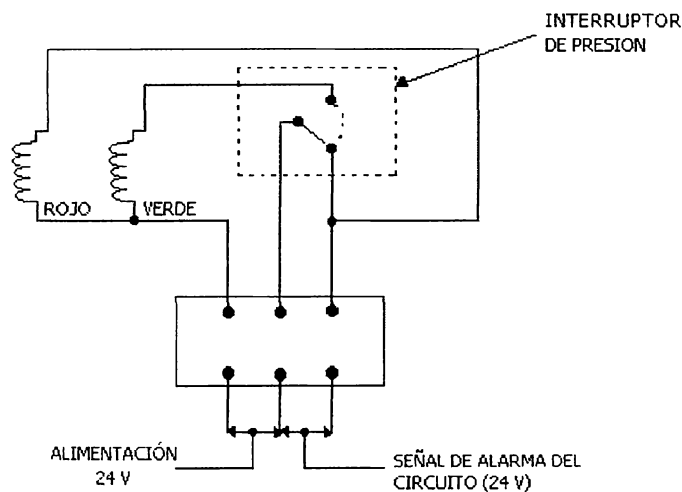 INTERRUPTOR
DE PRESION
ROJO
VERDE
ALIMENTACIÓN
24 V
SEÑAL DE ALARMA DEL
CIRCUITO (24 V)